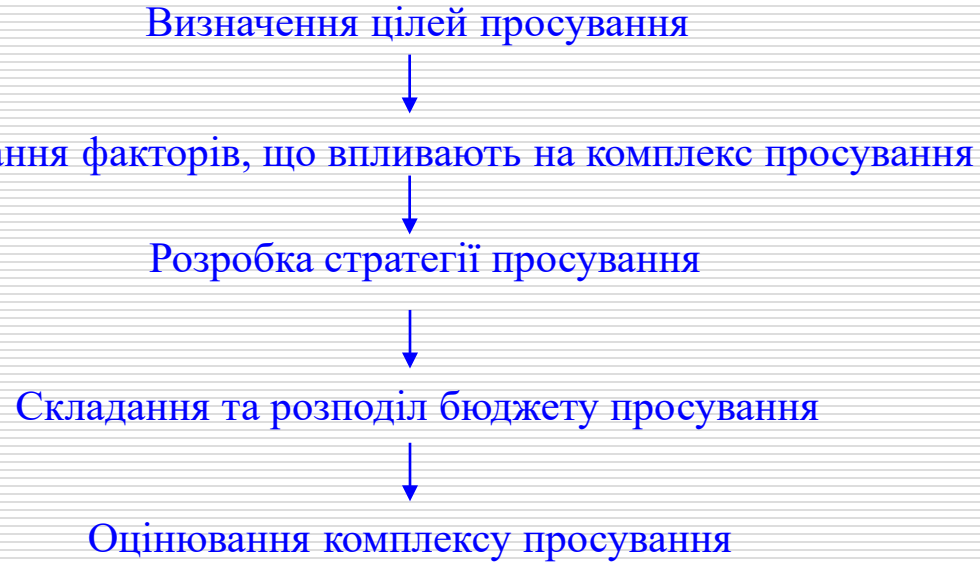 Визначення цілей просування
ання факторів, що впливають на комплекс просування
Розробка стратегії просування
Складання та розподіл бюджету просування
Оцінювання комплексу просування